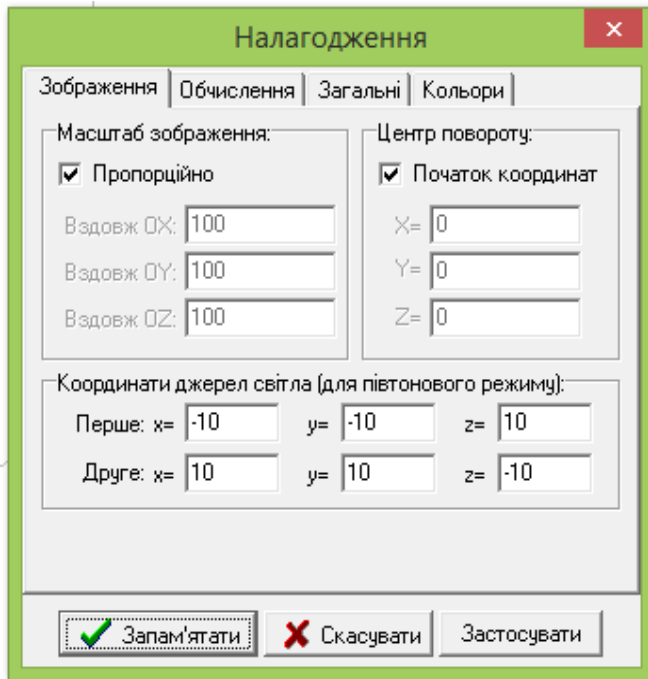 Налагодження
Зображення Обчислення Загальні Кольори
Масштаб зображення:
Пропорційно
Вздовж OX: 100
Вздовж OY: 100
Вздовж OZ: 100
Центр повороту:
Початок координат
X= 0
Y= 0
Z= 0
Координати джерел світла (для півтонового режиму):
Перше: x= -10 y= -10 z= 10
Друге: x= 10 y= 10 z= -10
Запам'ятати Скасувати Застосувати